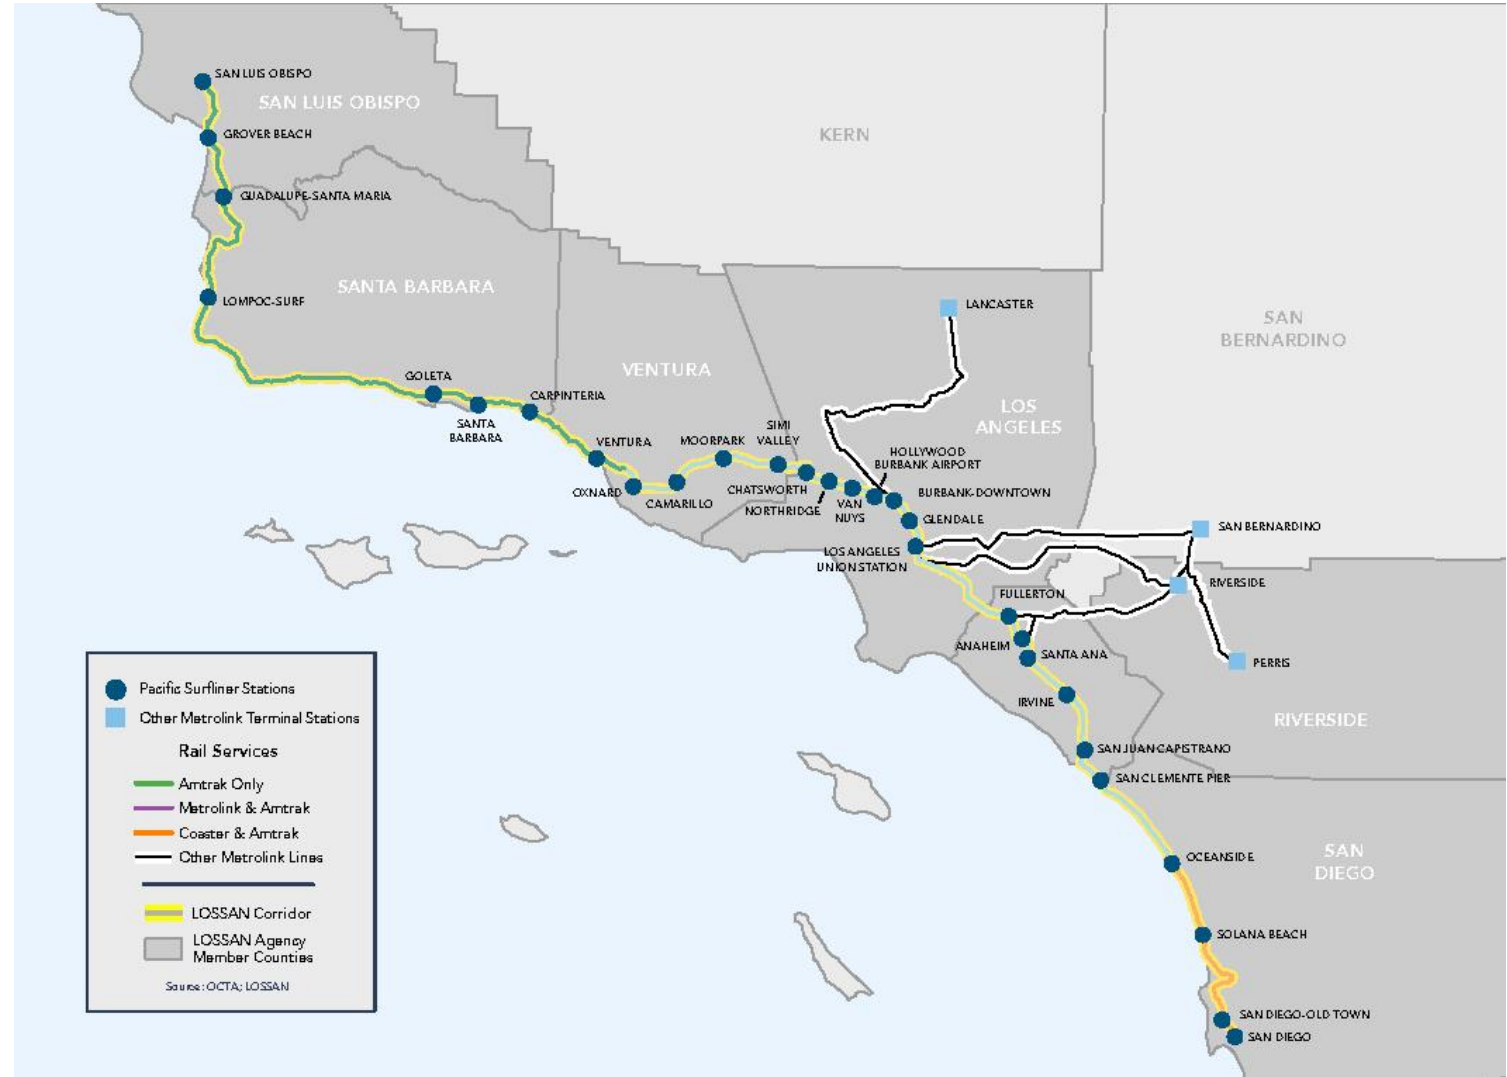 SAN LUIS OBISPO
SAN LUIS OBISPO
GROVER BEACH
KERN
GUADALUPE-SANTA MARIA
SANTA BARBARA
LOMPOC-SURF
LANCASTER
SAN
BERNARDINO
VENTURA
GOLETA
CARPINTERIA
LOS
ANGELES
SANTA
BARBARA
VENTURA
MOORPARK
SIMI
VALLEY
HOLLYWOOD
BURBANK AIRPORT
OXNARD
CAMARILLO
CHATSWORTH
NORTHRIDGE
VAN
NUYS
BURBANK-DOWNTOWN
GLENDALE
SAN BERNARDINO
LOS ANGELES
UNION STATION
RIVERSIDE
FULLERTON
ANAHEIM
SANTA ANA
PERRIS
IRVINE
RIVERSIDE
SAN JUAN CAPISTRANO
SAN CLEMENTE PIER
OCEANSIDE
SAN
DIEGO
SOLANA BEACH
SAN DIEGO-OLD TOWN
SAN DIEGO
Pacific Surfliner Stations
Other Metrolink Terminal Stations
Rail Services
Amtrak Only
Metrolink & Amtrak
Coaster & Amtrak
Other Metrolink Lines
LOSSAN Corridor
LOSSAN Agency
Member Counties
Source: OCTA; LOSSAN